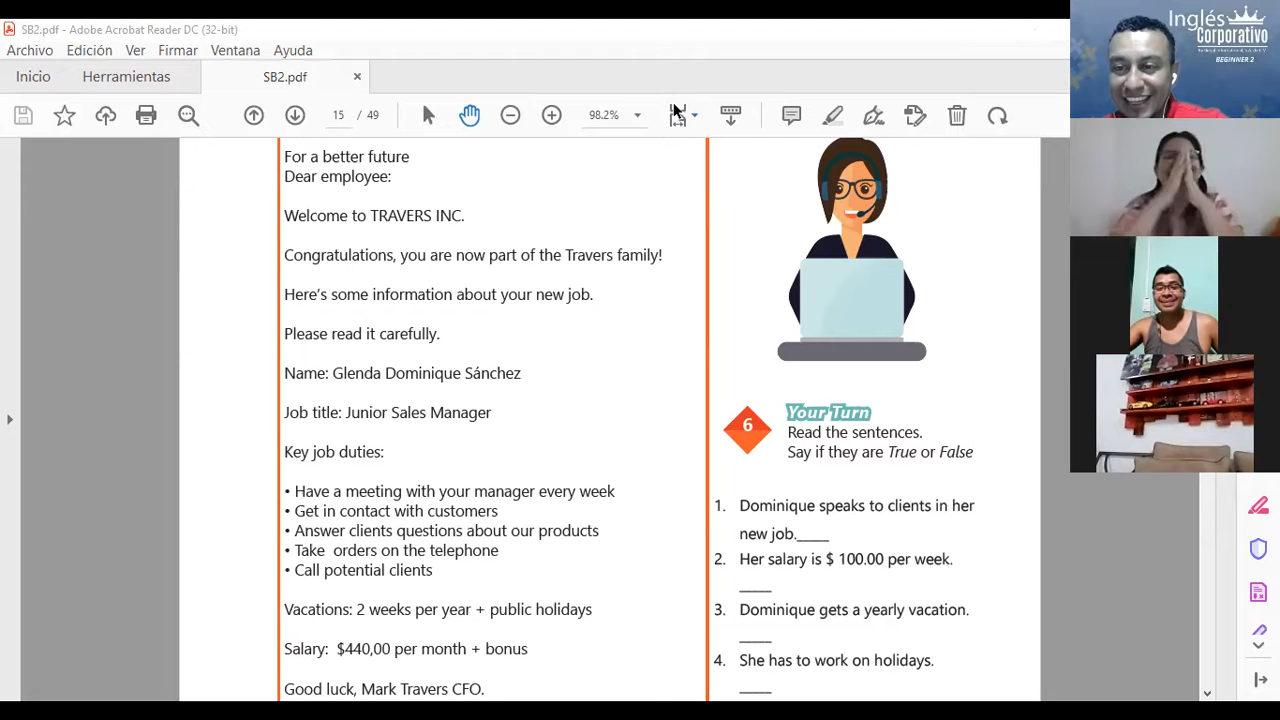 SB2.pdf - Adobe Acrobat Reader DC (32-bit)
Archivo Edición Ver Firmar Ventana Ayuda
Inicio Herramientas SB2.pdf ×
15 / 49 98.2%
For a better future
Dear employee:
Welcome to TRAVERS INC.
Congratulations, you are now part of the Travers family!
Here's some information about your new job.
Please read it carefully.
Name: Glenda Dominique Sánchez
Job title: Junior Sales Manager
Key job duties:
• Have a meeting with your manager every week
• Get in contact with customers
• Answer clients questions about our products
• Take orders on the telephone
• Call potential clients
Vacations: 2 weeks per year + public holidays
Salary: $440,00 per month + bonus
Good luck, Mark Travers CFO.
6
Your Turn
Read the sentences.
Say if they are True or False
1. Dominique speaks to clients in her
new job.____
2. Her salary is $ 100.00 per week.
____
3. Dominique gets a yearly vacation.
____
4. She has to work on holidays.
____
Inglés
Corporativo
BEGINNER 2